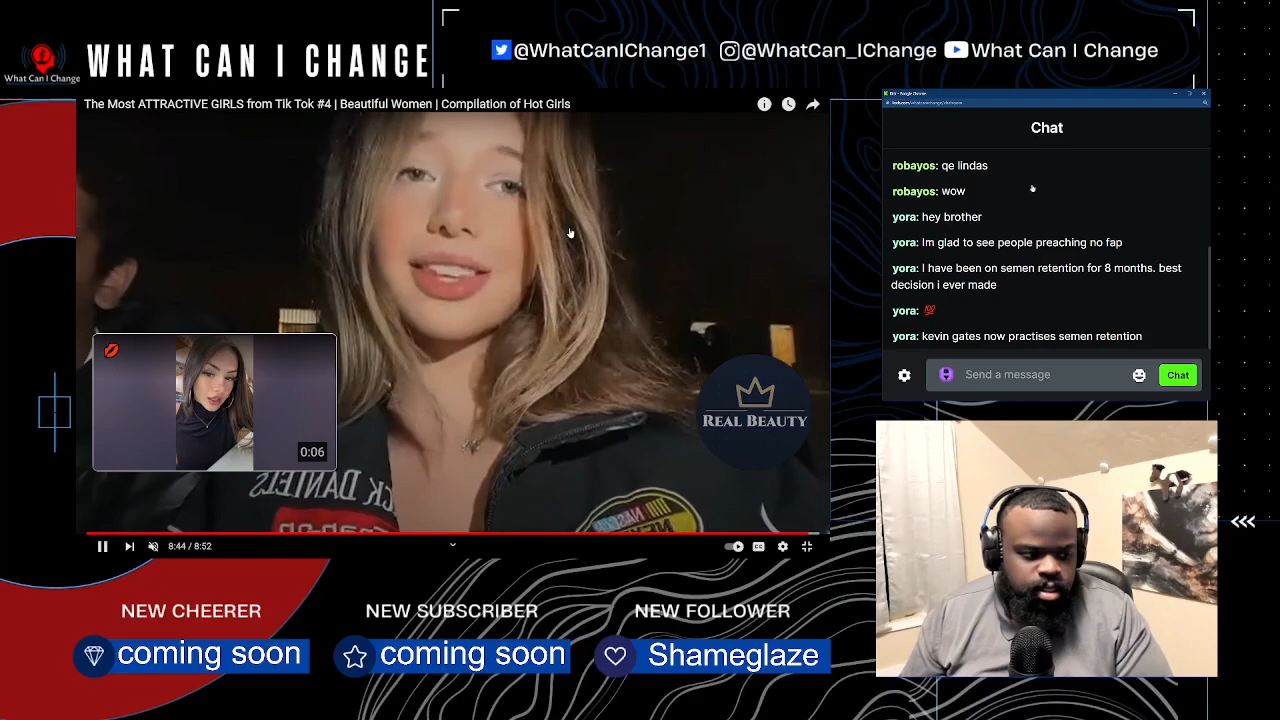 What Can I Change
WHAT CAN I CHANGE
@WhatCanIChange1
@WhatCan_IChange
What Can I Change
The Most ATTRACTIVE GIRLS from Tik Tok #4 | Beautiful Women | Compilation of Hot Girls
Chat
robayos: qe lindas
robayos: wow
yora: hey brother
yora: Im glad to see people preaching no fap
yora: I have been on semen retention for 8 months. best
decision i ever made
yora: 💯
yora: kevin gates now practises semen retention
Send a message
Chat
REAL BEAUTY
0:06
8:44 / 8:52
CC
NEW CHEERER
NEW SUBSCRIBER
NEW FOLLOWER
coming soon
coming soon
Shameglaze